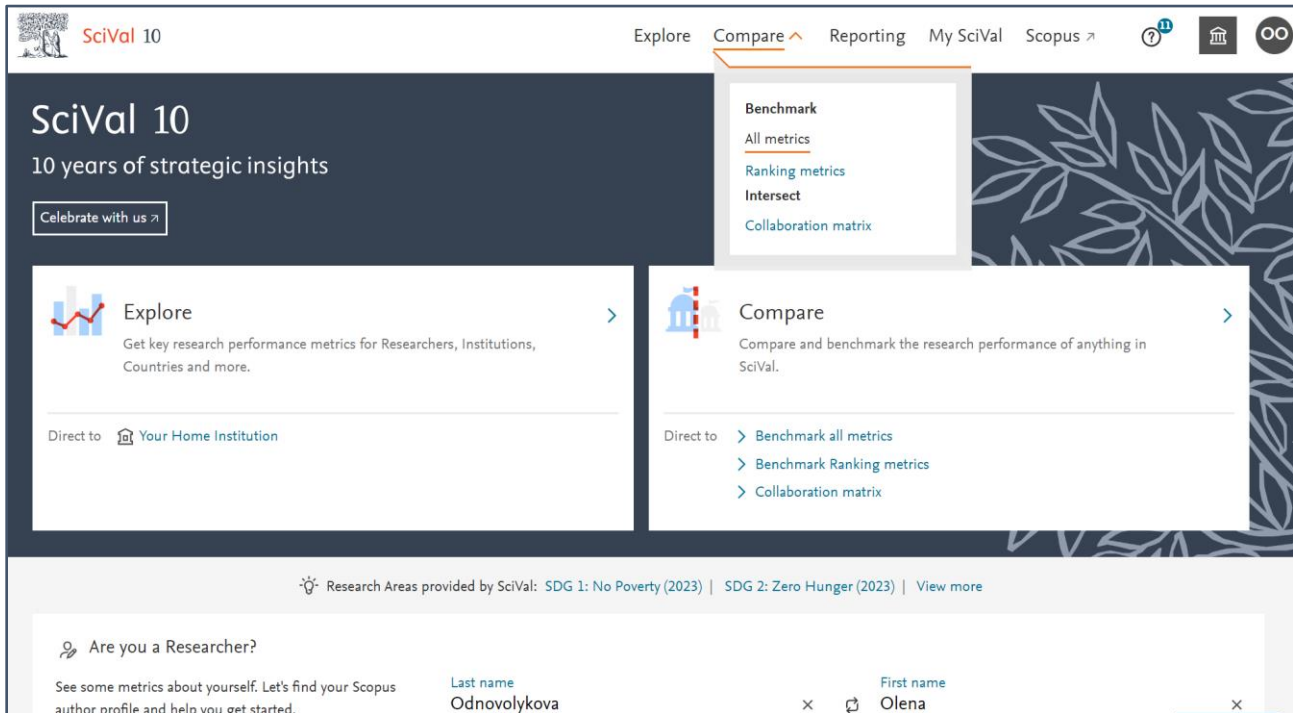 SciVal 10
Explore Compare Reporting My SciVal Scopus ↗ 11 OO
Benchmark
All metrics
Ranking metrics
Intersect
Collaboration matrix
SciVal 10
10 years of strategic insights
Celebrate with us ↗
Explore
Get key research performance metrics for Researchers, Institutions,
Countries and more.
Direct to Your Home Institution
Compare
Compare and benchmark the research performance of anything in
SciVal.
Direct to > Benchmark all metrics
> Benchmark Ranking metrics
> Collaboration matrix
Research Areas provided by SciVal: SDG 1: No Poverty (2023) | SDG 2: Zero Hunger (2023) | View more
Are you a Researcher?
See some metrics about yourself. Let's find your Scopus
author profile and help you get started.
Last name
Odnovolykova
First name
Olena